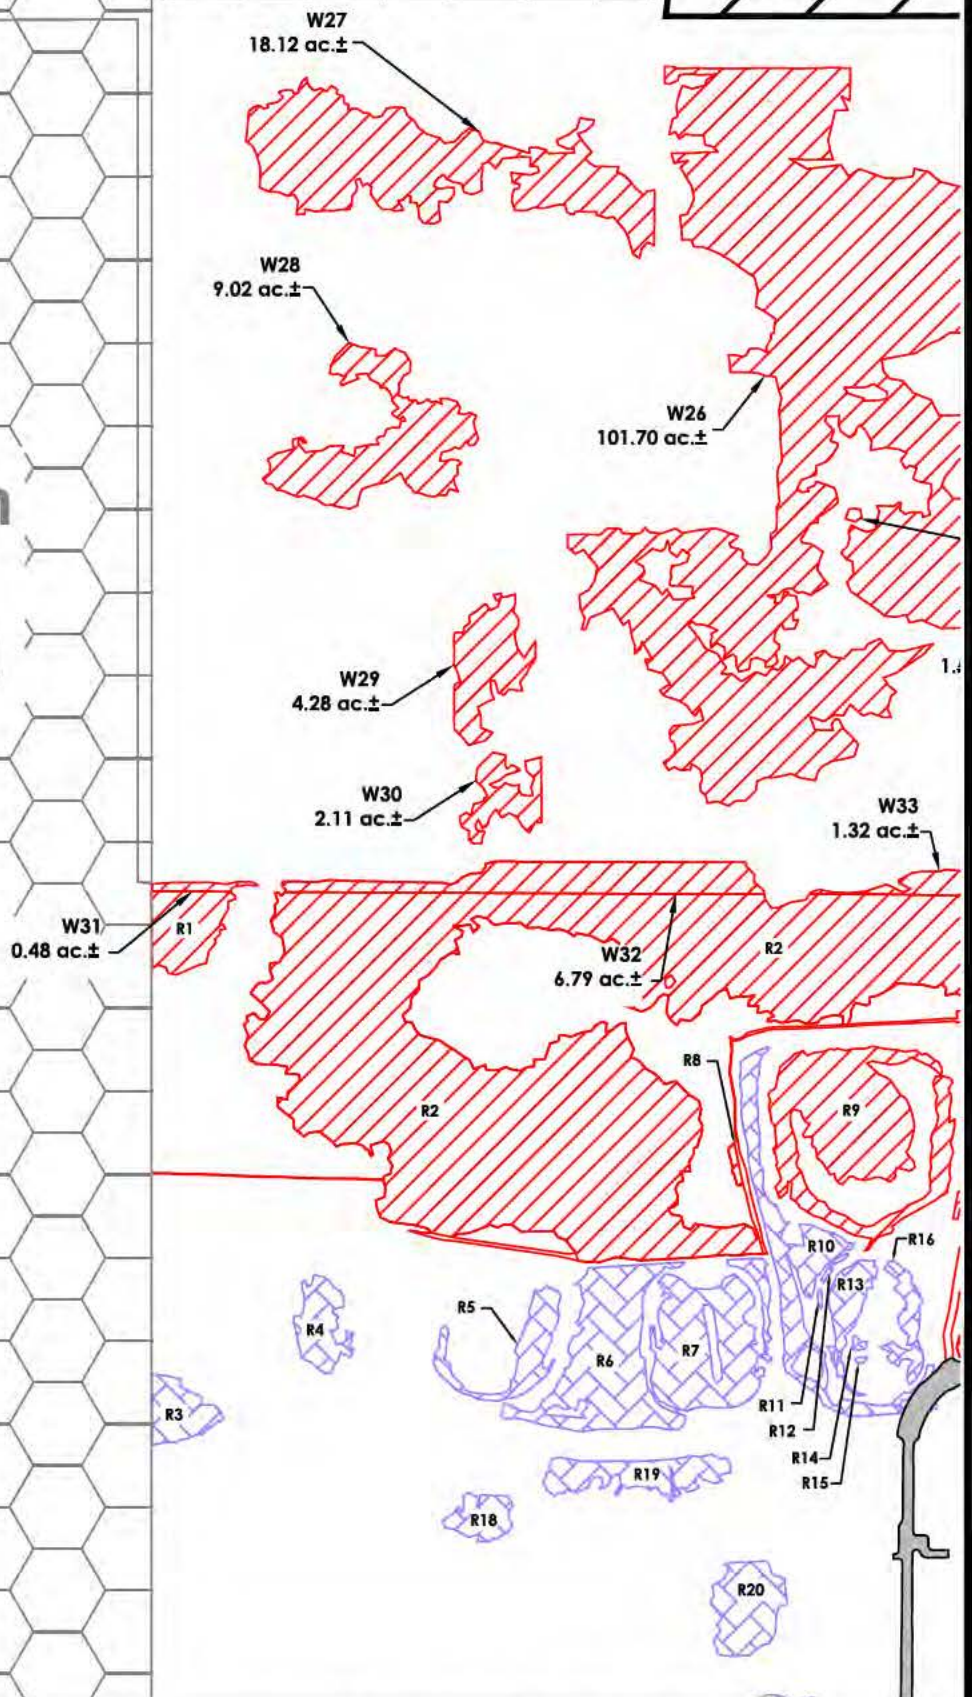 W27
18.12 ac.±
W28
9.02 ac.±
W26
101.70 ac.±
W29
4.28 ac.±
1.
W30
2.11 ac.±
W33
1.32 ac.±
W31
0.48 ac.±
R1
W32
6.79 ac.±
R2
R8
R2
R9
R10
R16
R13
R5
R4
R6
R7
R3
R11
R12
R14
R15
R19
R18
R20